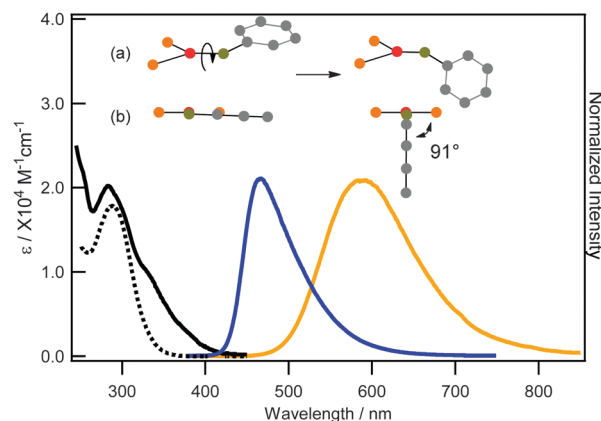 4.0
3.0
2.0
1.0
0.0
ε / X10⁴ M⁻¹cm⁻¹
Normalized Intensity
(a)
(b)
91°
300 400 500 600 700 800
Wavelength / nm